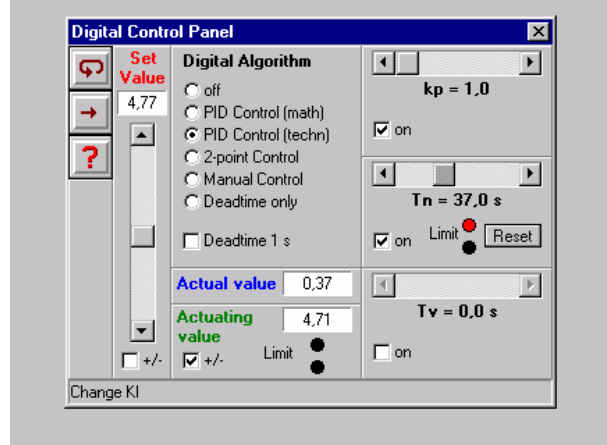 Digital Control Panel
Set
Value
4,77
+/-
Digital Algorithm
off
PID Control (math)
PID Control (techn)
2-point Control
Manual Control
Deadtime only
Deadtime 1 s
Actual value 0,37
Actuating
value
4,71
+/- Limit
kp = 1,0
on
Tn = 37,0 s
on Limit Reset
Tv = 0,0 s
on
?
Change KI